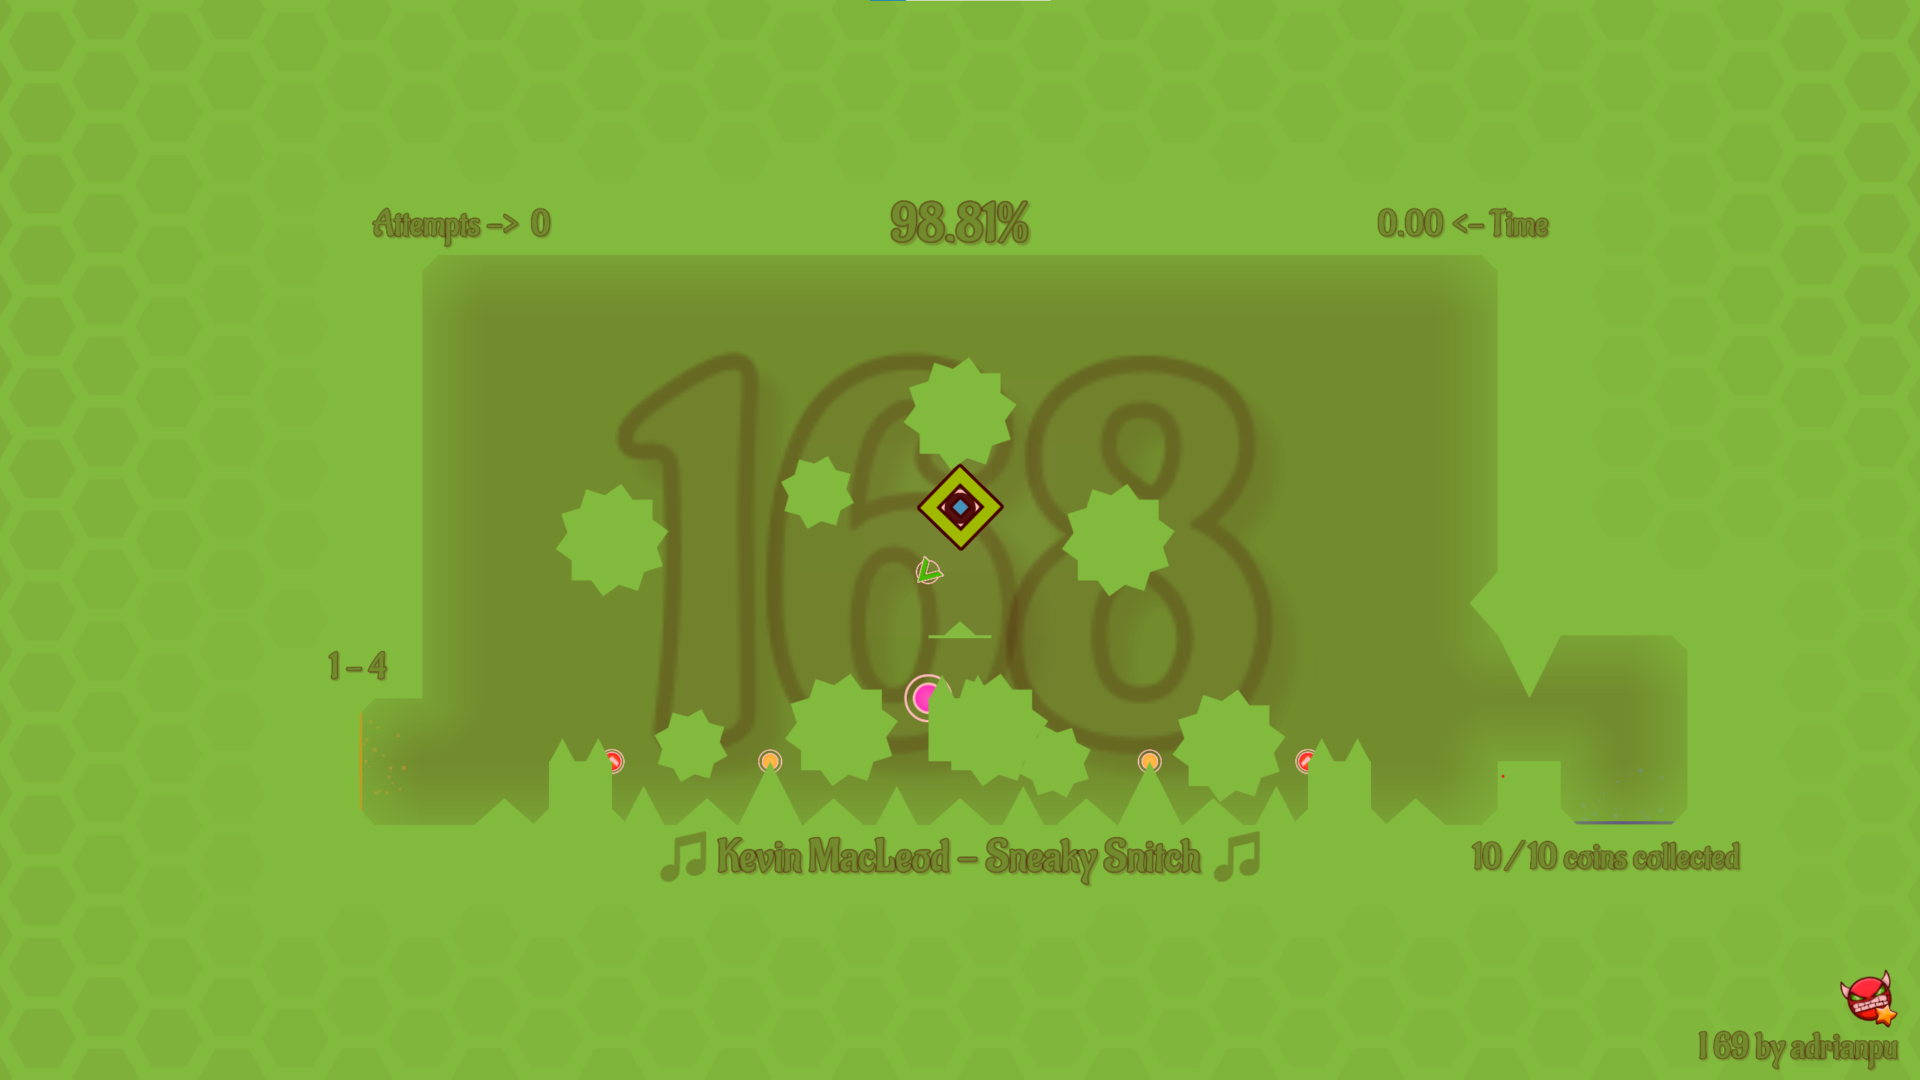 Attempts -> 0
98.81%
0.00 <- Time
168
1-4
Kevin MacLeod - Sneaky Snitch
10/10 coins collected
169 by adrianpu